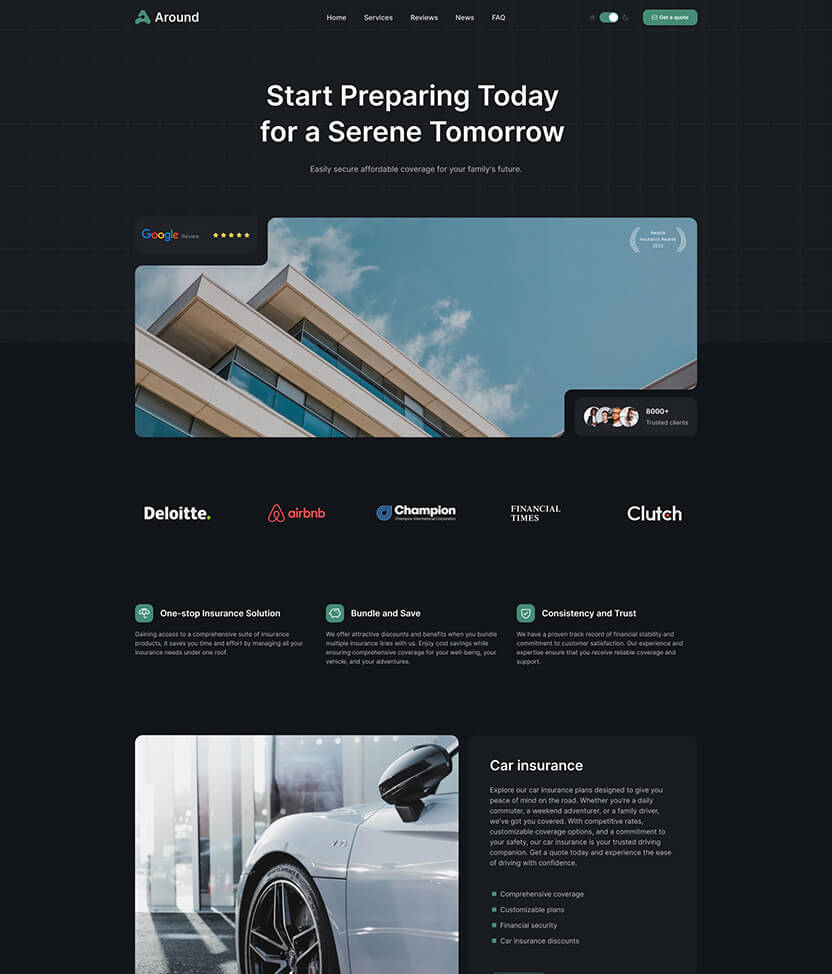 Around
Home Services Reviews News FAQ
Get a quote
Start Preparing Today
for a Serene Tomorrow
Easily secure affordable coverage for your family's future.
Google Review
Awards
Insurance Awards
2022
8000+
Trusted clients
Deloitte.
airbnb
Champion
Champion International Corporation
FINANCIAL
TIMES
Clutch
One-stop Insurance Solution
Gaining access to a comprehensive suite of insurance
products, it saves you time and effort by managing all your
insurance needs under one roof.
Bundle and Save
We offer attractive discounts and benefits when you bundle
multiple insurance lines with us. Enjoy cost savings while
ensuring comprehensive coverage for your well-being, your
vehicle, and your adventures.
Consistency and Trust
We have a proven track record of financial stability and
commitment to customer satisfaction. Our experience and
expertise ensure that you receive reliable coverage and
support.
Car insurance
Explore our car insurance plans designed to give you
peace of mind on the road. Whether you're a daily
commuter, a weekend adventurer, or a family driver,
we've got you covered. With competitive rates,
customizable coverage options, and a commitment to
your safety, our car insurance is your trusted driving
companion. Get a quote today and experience the ease
of driving with confidence.
Comprehensive coverage
Customizable plans
Financial security
Car insurance discounts
V10